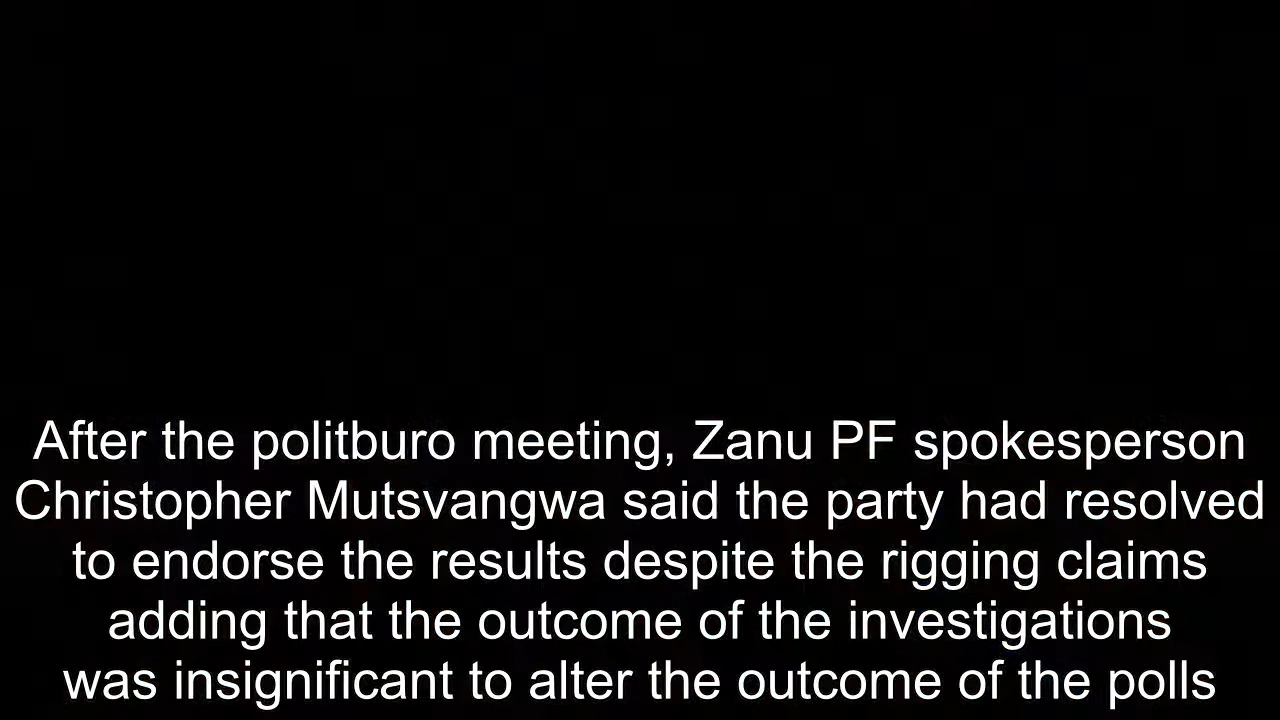 After the politburo meeting, Zanu PF spokesperson
Christopher Mutsvangwa said the party had resolved
to endorse the results despite the rigging claims
adding that the outcome of the investigations
was insignificant to alter the outcome of the polls